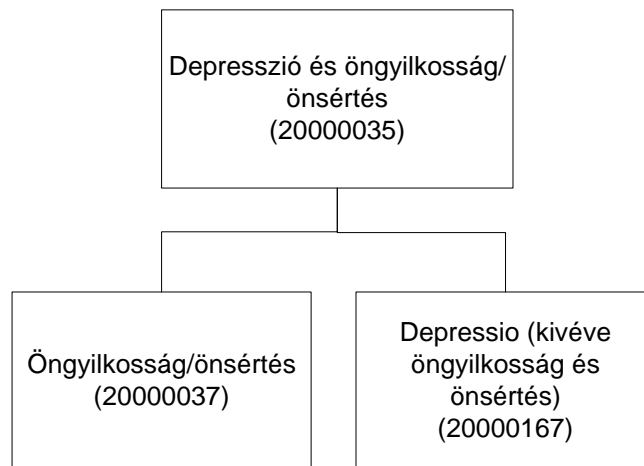 Depresszió és öngyilkosság/
önsértés
(20000035)
Öngyilkosság/önsértés
(20000037)
Depressio (kivéve
öngyilkosság és
önsértés)
(20000167)